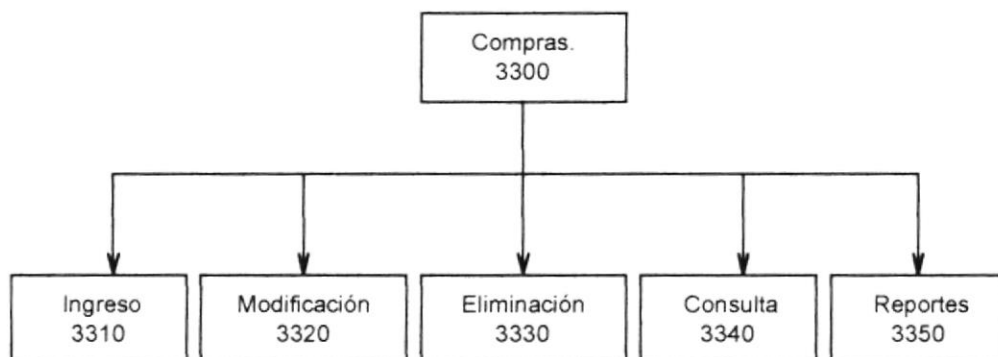 Compras.
3300
Ingreso
3310
Modificación
3320
Eliminación
3330
Consulta
3340
Reportes
3350